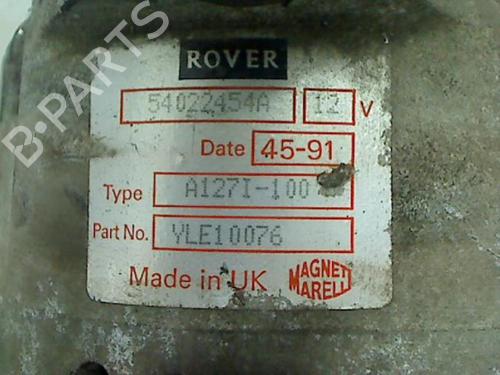 ROVER
54022454A 12 V
Date 45-91
Type A127I-100
Part No. YLE10076
Made in UK MAGNETI MARELLI
B-PARTS